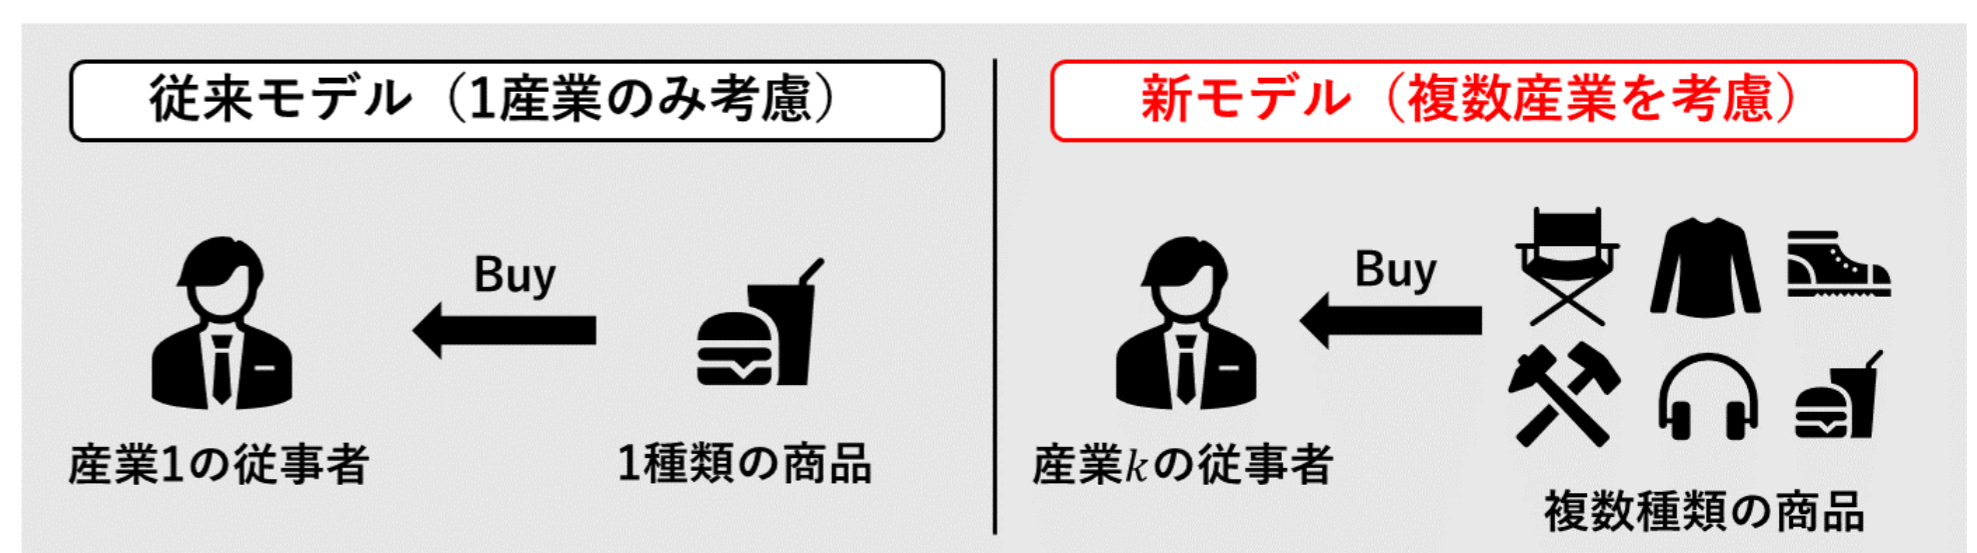 従来モデル（1産業のみ考慮）
Buy
産業1の従事者
1種類の商品
新モデル（複数産業を考慮）
Buy
産業kの従事者
複数種類の商品